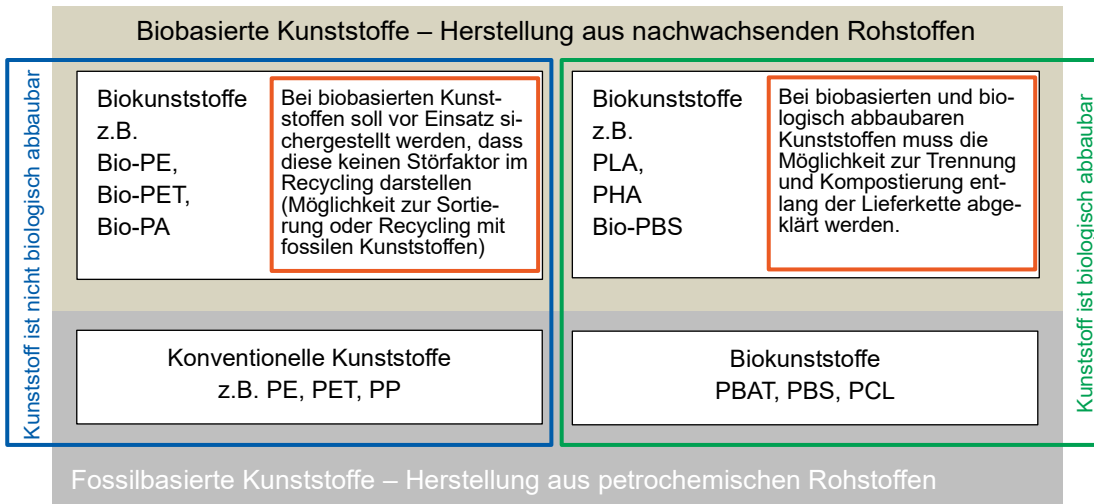 Biobasierte Kunststoffe – Herstellung aus nachwachsenden Rohstoffen
Kunststoff ist nicht biologisch abbaubar
Biokunststoffe
z.B.
Bio-PE,
Bio-PET,
Bio-PA
Bei biobasierten Kunst-
stoffen soll vor Einsatz si-
chergestellt werden, dass
diese keinen Störfaktor im
Recycling darstellen
(Möglichkeit zur Sortie-
rung oder Recycling mit
fossilen Kunststoffen)
Biokunststoffe
z.B.
PLA,
PHA
Bio-PBS
Bei biobasierten und bio-
logisch abbaubaren
Kunststoffen muss die
Möglichkeit zur Trennung
und Kompostierung ent-
lang der Lieferkette abge-
klärt werden.
Kunststoff ist biologisch abbaubar
Konventionelle Kunststoffe
z.B. PE, PET, PP
Biokunststoffe
PBAT, PBS, PCL
Fossilbasierte Kunststoffe – Herstellung aus petrochemischen Rohstoffen